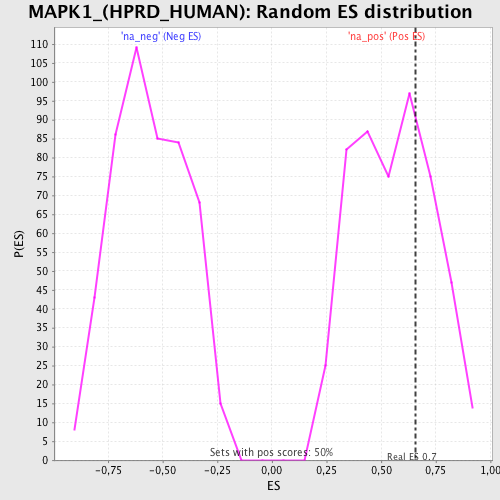 MAPK1_(HPRD_HUMAN): Random ES distribution
'na_neg' (Neg ES)
'na_pos' (Pos ES)
110
105
100
95
90
85
80
75
70
65
60
55
50
45
40
35
30
25
20
15
10
5
0
P(ES)
Sets with pos scores: 50%
Real ES 0.7
-0,75 -0,50 -0,25 0,00 0,25 0,50 0,75 1,00
ES